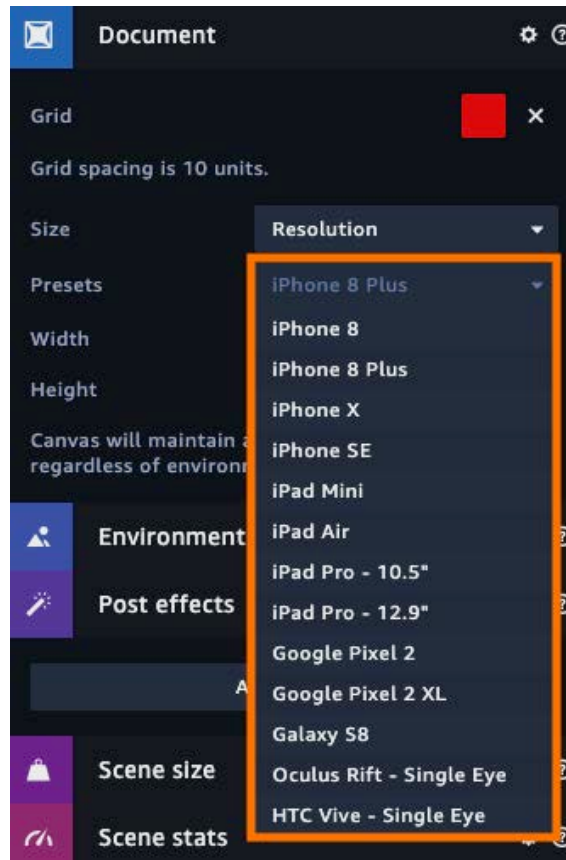 Document
Grid
Grid spacing is 10 units.
Size Resolution
Presets iPhone 8 Plus
iPhone 8
Width
iPhone 8 Plus
Height
iPhone X
Canvas will maintain
iPhone SE
regardless of
iPad Mini
Environment
iPad Air
iPad Pro - 10.5"
Post effects
iPad Pro - 12.9"
Google Pixel 2
A
Google Pixel 2 XL
Galaxy S8
Scene size
Oculus Rift - Single Eye
HTC Vive - Single Eye
Scene stats